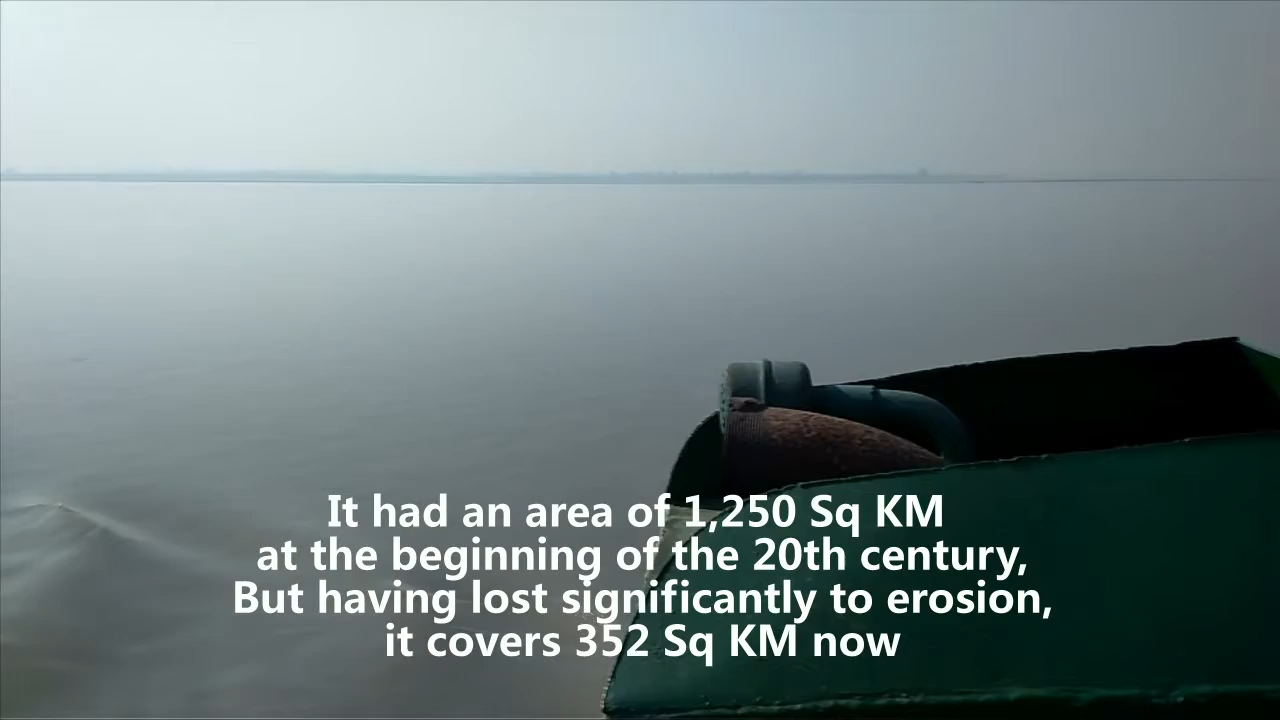 It had an area of 1,250 Sq KM
at the beginning of the 20th century,
But having lost significantly to erosion,
it covers 352 Sq KM now